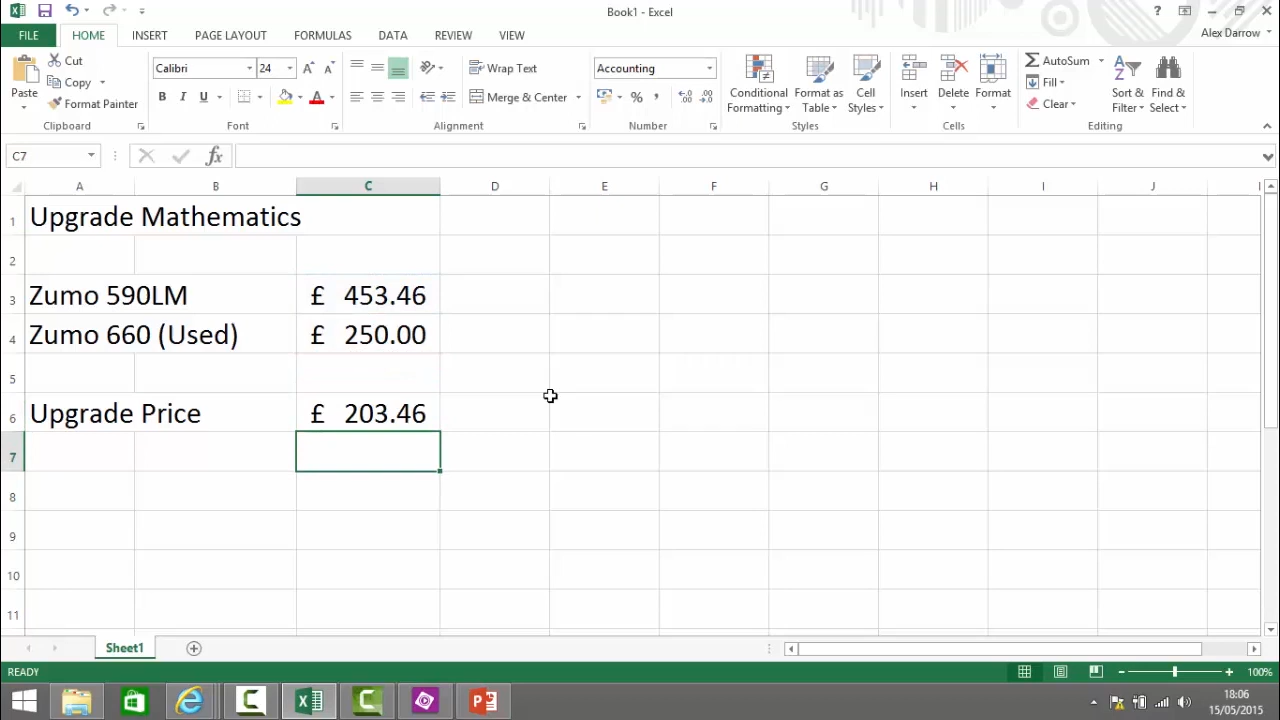 Book1 - Excel
?
Alex Darrow
FILE HOME INSERT PAGE LAYOUT FORMULAS DATA REVIEW VIEW
Paste
Cut
Copy
Format Painter
Clipboard
Calibri 24
B I U
Font
Wrap Text
Merge & Center
Alignment
Accounting
%
Number
Conditional Formatting
Format as Table
Cell Styles
Styles
Insert
Delete
Format
Cells
AutoSum
Fill
Clear
Sort & Filter
Find & Select
Editing
C7
fx
A B C D E F G H I J
1 Upgrade Mathematics
2
3 Zumo 590LM £ 453.46
4 Zumo 660 (Used) £ 250.00
5
6 Upgrade Price £ 203.46
7
8
9
10
11
Sheet1
READY
100%
18:06
15/05/2015